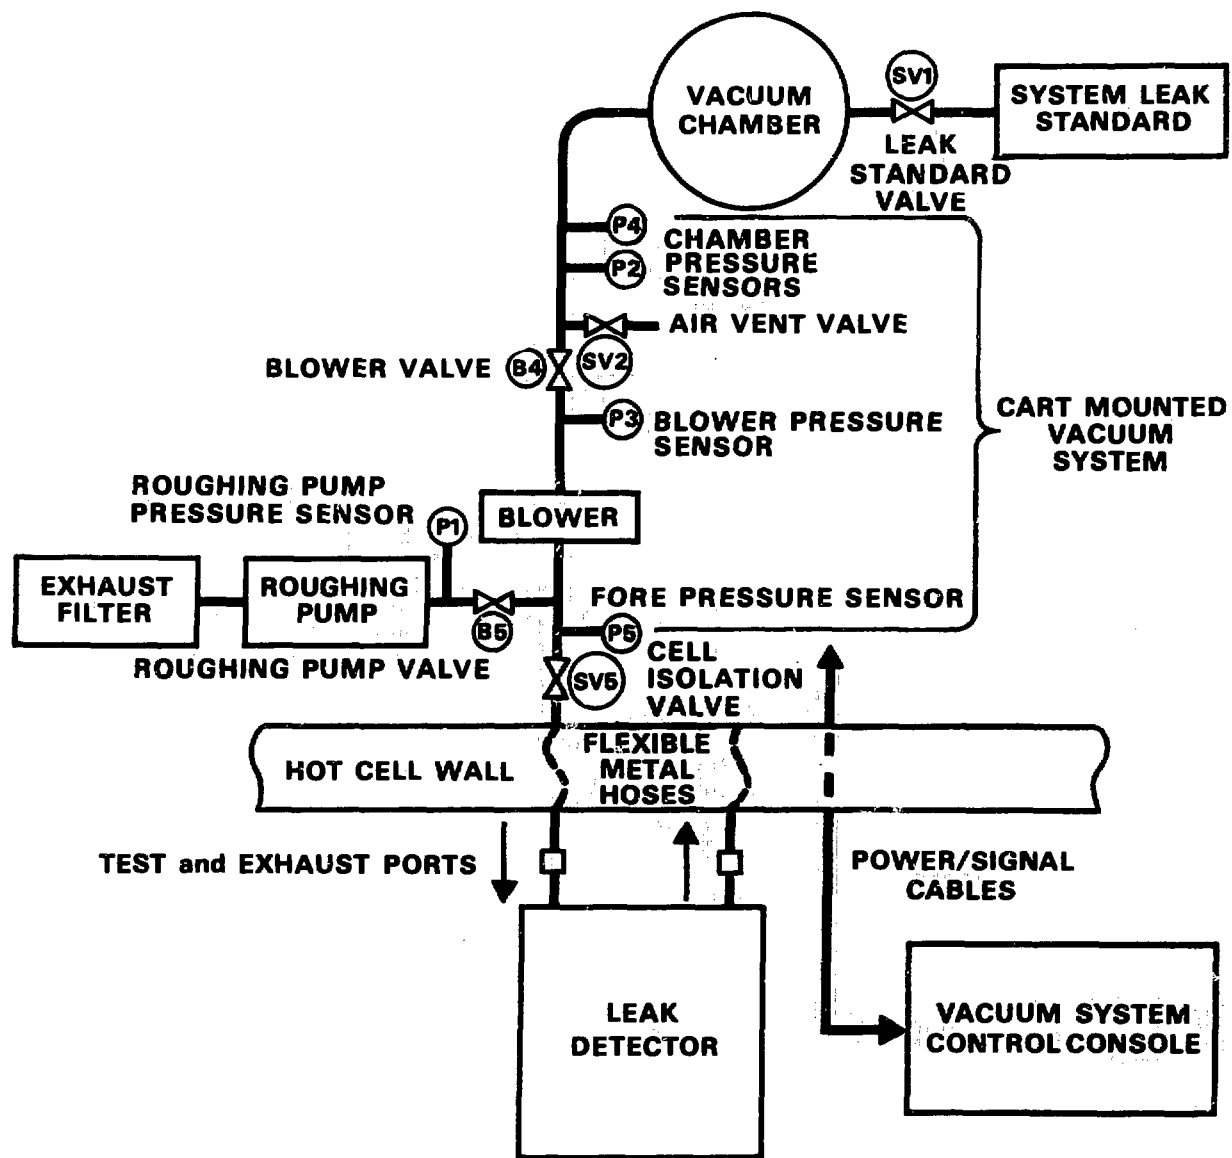 VACUUM
CHAMBER
SV1
SYSTEM LEAK
STANDARD
LEAK
STANDARD
VALVE
P4
CHAMBER
PRESSURE
SENSORS
P2
AIR VENT VALVE
BLOWER VALVE
B4
SV2
P3
BLOWER PRESSURE
SENSOR
CART MOUNTED
VACUUM
SYSTEM
ROUGHING PUMP
PRESSURE SENSOR
P1
BLOWER
EXHAUST
FILTER
ROUGHING
PUMP
B5
ROUGHING PUMP VALVE
FORE PRESSURE SENSOR
P5
CELL
ISOLATION
VALVE
SV5
HOT CELL WALL
FLEXIBLE
METAL
HOSES
TEST and EXHAUST PORTS
POWER/SIGNAL
CABLES
LEAK
DETECTOR
VACUUM SYSTEM
CONTROL CONSOLE